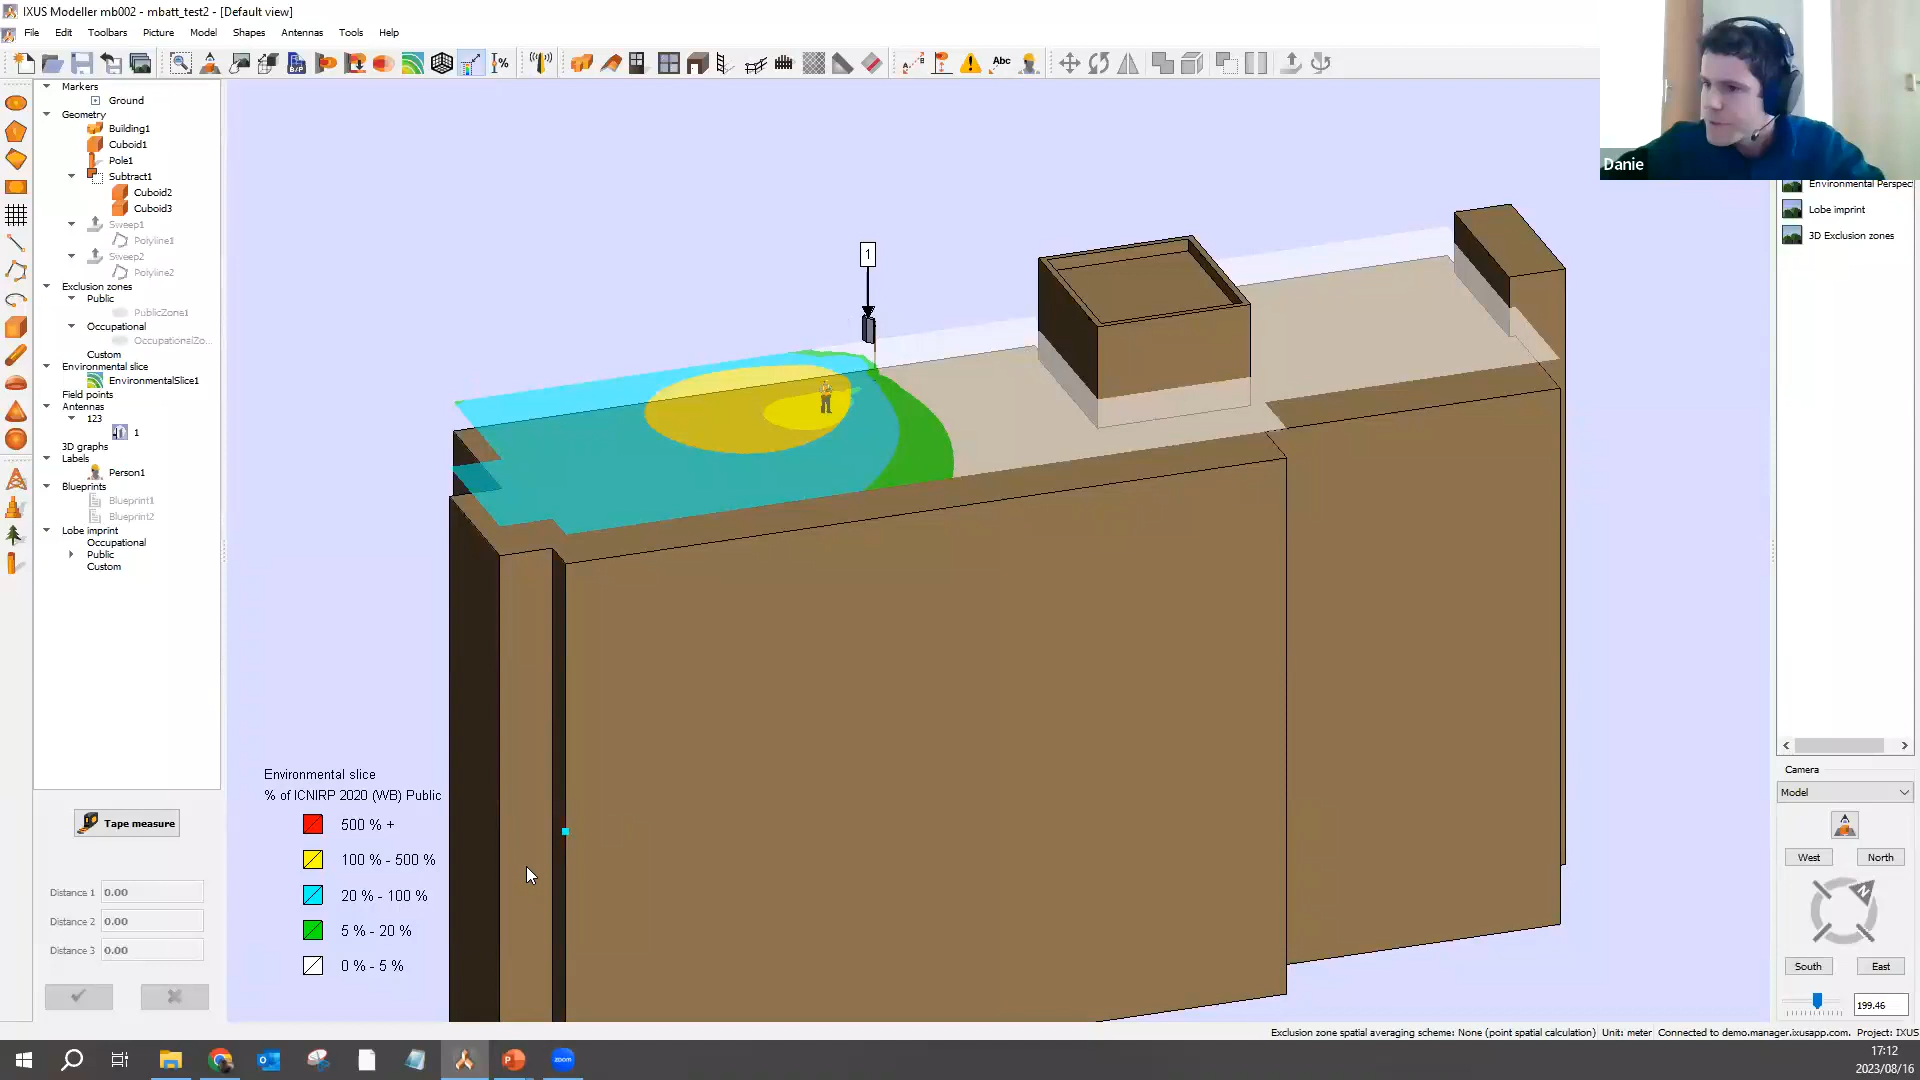 IXUS Modeller mb002 - mbatt_test2 - [Default view]
File Edit Toolbars Picture Model Shapes Antennas Tools Help
Abc
Markers
Ground
Geometry
Building1
Cuboid1
Pole1
Subtract1
Cuboid2
Cuboid3
Sweep1
Polyline1
Sweep2
Polyline2
Exclusion zones
Public
PublicZone1
Occupational
OccupationalZo...
Custom
Environmental slice
EnvironmentalSlice1
Field points
Antennas
123
1
3D graphs
Labels
Person1
Blueprints
Blueprint1
Blueprint2
Lobe imprint
Occupational
Public
Custom
Tape measure
Distance 1 0.00
Distance 2 0.00
Distance 3 0.00
1
Environmental slice
% of ICNIRP 2020 (WB) Public
500 % +
100 % - 500 %
20 % - 100 %
5 % - 20 %
0 % - 5 %
Danie
Environmental Perspec
Lobe imprint
3D Exclusion zones
Camera
Model
West North
N
South East
199.46
Exclusion zone spatial averaging scheme: None (point spatial calculation) Unit: meter Connected to demo.manager.ixusapp.com. Project: IXUS
zoom
17:12
2023/08/16